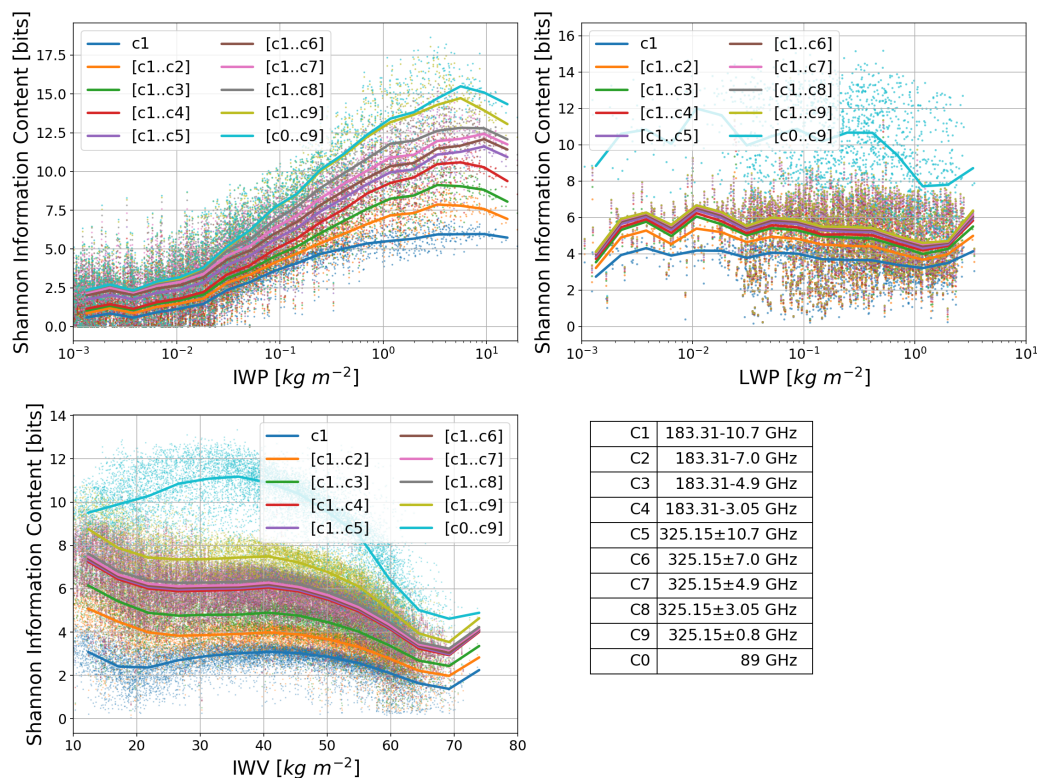 Shannon Information Content [bits]
17.5
15.0
12.5
10.0
7.5
5.0
2.5
0.0
c1
[c1..c2]
[c1..c3]
[c1..c4]
[c1..c5]
[c1..c6]
[c1..c7]
[c1..c8]
[c1..c9]
[c0..c9]
10⁻³
10⁻²
10⁻¹
10⁰
10¹
IWP [kg m⁻²]
Shannon Information Content [bits]
16
14
12
10
8
6
4
2
0
c1
[c1..c2]
[c1..c3]
[c1..c4]
[c1..c5]
[c1..c6]
[c1..c7]
[c1..c8]
[c1..c9]
[c0..c9]
10⁻³
10⁻²
10⁻¹
10⁰
10¹
LWP [kg m⁻²]
Shannon Information Content [bits]
14
12
10
8
6
4
2
0
c1
[c1..c2]
[c1..c3]
[c1..c4]
[c1..c5]
[c1..c6]
[c1..c7]
[c1..c8]
[c1..c9]
[c0..c9]
10
20
30
40
50
60
70
80
IWV [kg m⁻²]
C1 183.31-10.7 GHz
C2 183.31-7.0 GHz
C3 183.31-4.9 GHz
C4 183.31-3.05 GHz
C5 325.15±10.7 GHz
C6 325.15±7.0 GHz
C7 325.15±4.9 GHz
C8 325.15±3.05 GHz
C9 325.15±0.8 GHz
C0 89 GHz